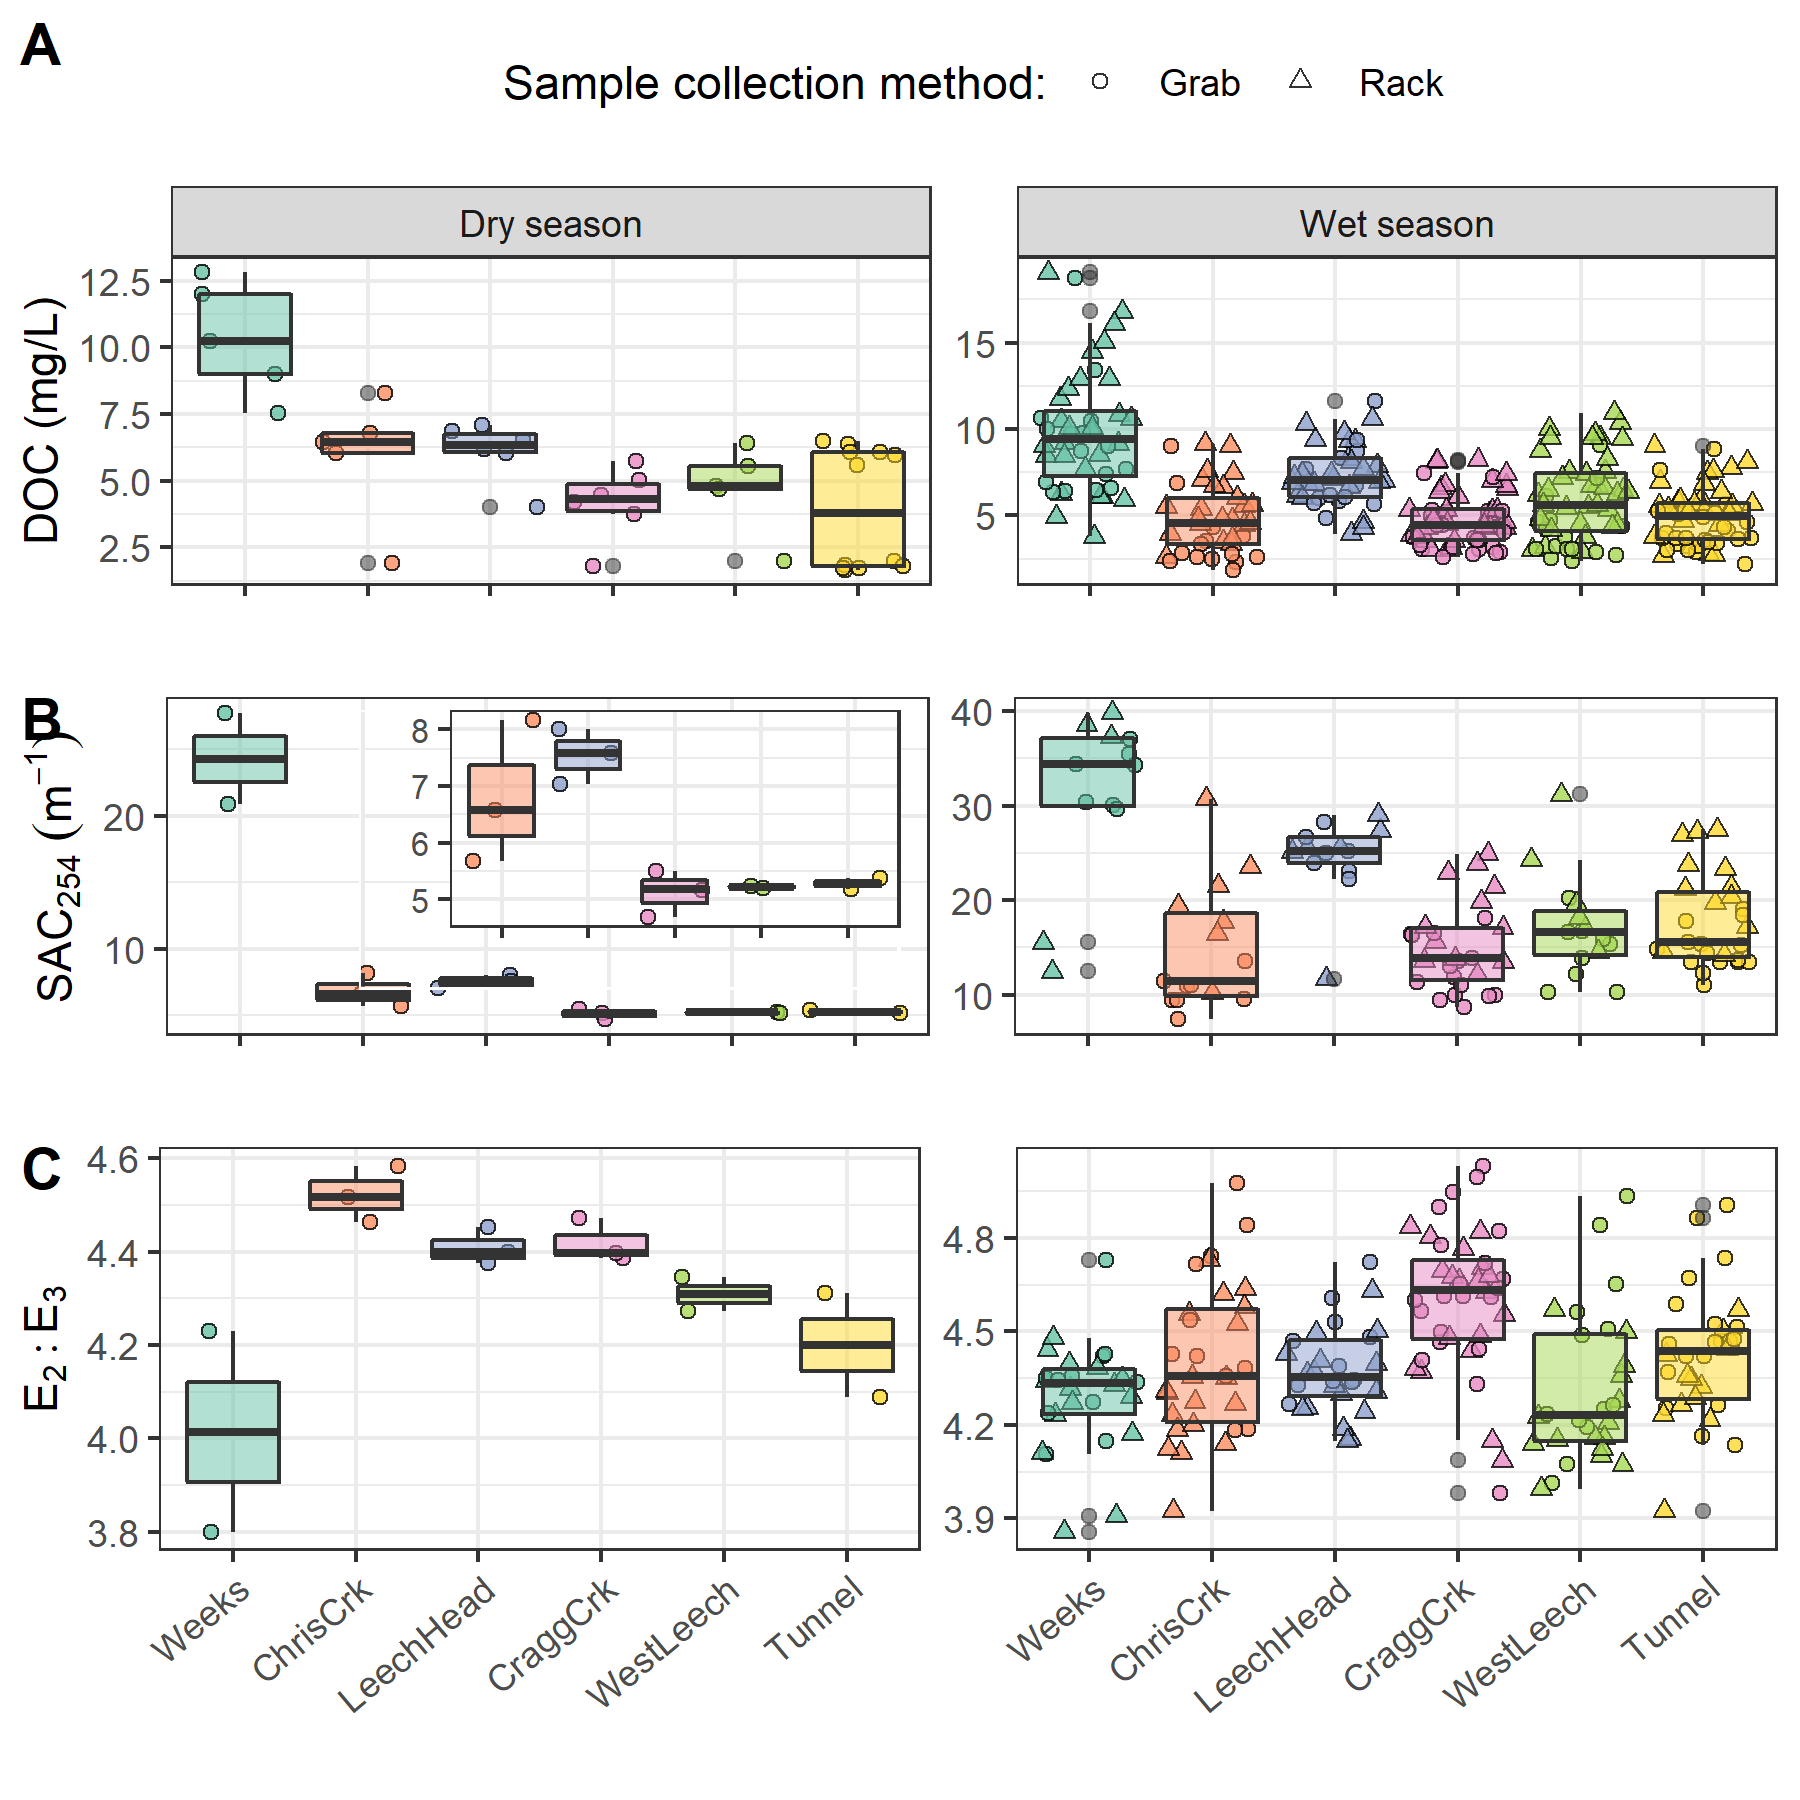 A
Sample collection method: Grab Rack
Dry season Wet season
DOC (mg/L)
12.5
10.0
7.5
5.0
2.5
15
10
5
B
SAC₂₅₄ (m⁻¹)
20
10
8
7
6
5
40
30
20
10
C
E₂ : E₃
4.6
4.4
4.2
4.0
3.8
4.8
4.5
4.2
3.9
Weeks ChrisCrk LeechHead CraggCrk WestLeech Tunnel
Weeks ChrisCrk LeechHead CraggCrk WestLeech Tunnel